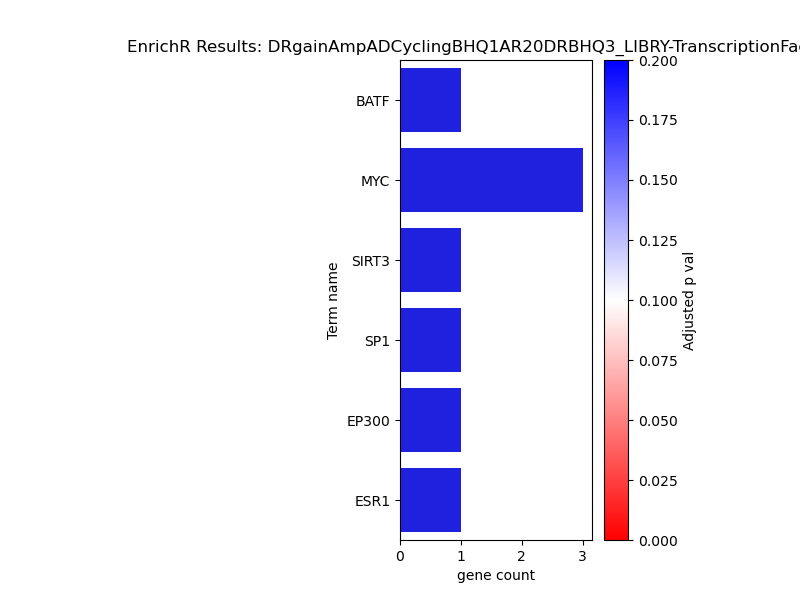 EnrichR Results: DRgainAmpADCyclingBHQ1AR20DRBHQ3_LIBRY-TranscriptionFac
BATF
MYC
SIRT3
SP1
EP300
ESR1
Term name
0 1 2 3
gene count
0.200
0.175
0.150
0.125
0.100
0.075
0.050
0.025
0.000
Adjusted p val